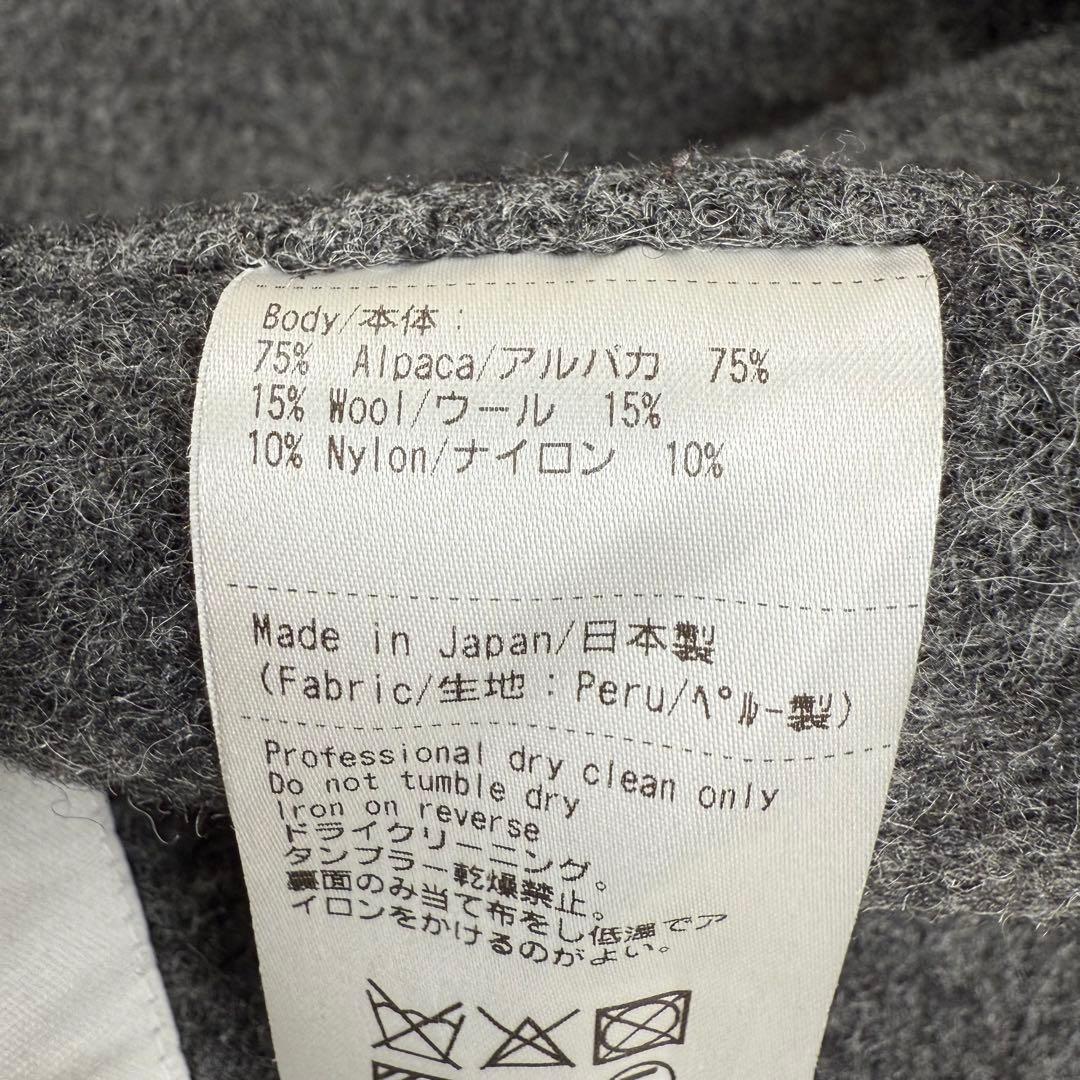 Body/本体:
75% Alpaca/アルパカ 75%
15% Wool/ウール 15%
10% Nylon/ナイロン 10%
Made in Japan/日本製
(Fabric/生地:Peru/ﾍﾟﾙｰ製)
Professional dry clean only
Do not tumble dry
Iron on reverse
ドライクリーニング。
タンブラー乾燥禁止。
裏面のみ当て布をし低温でア
イロンをかけるのがよい。